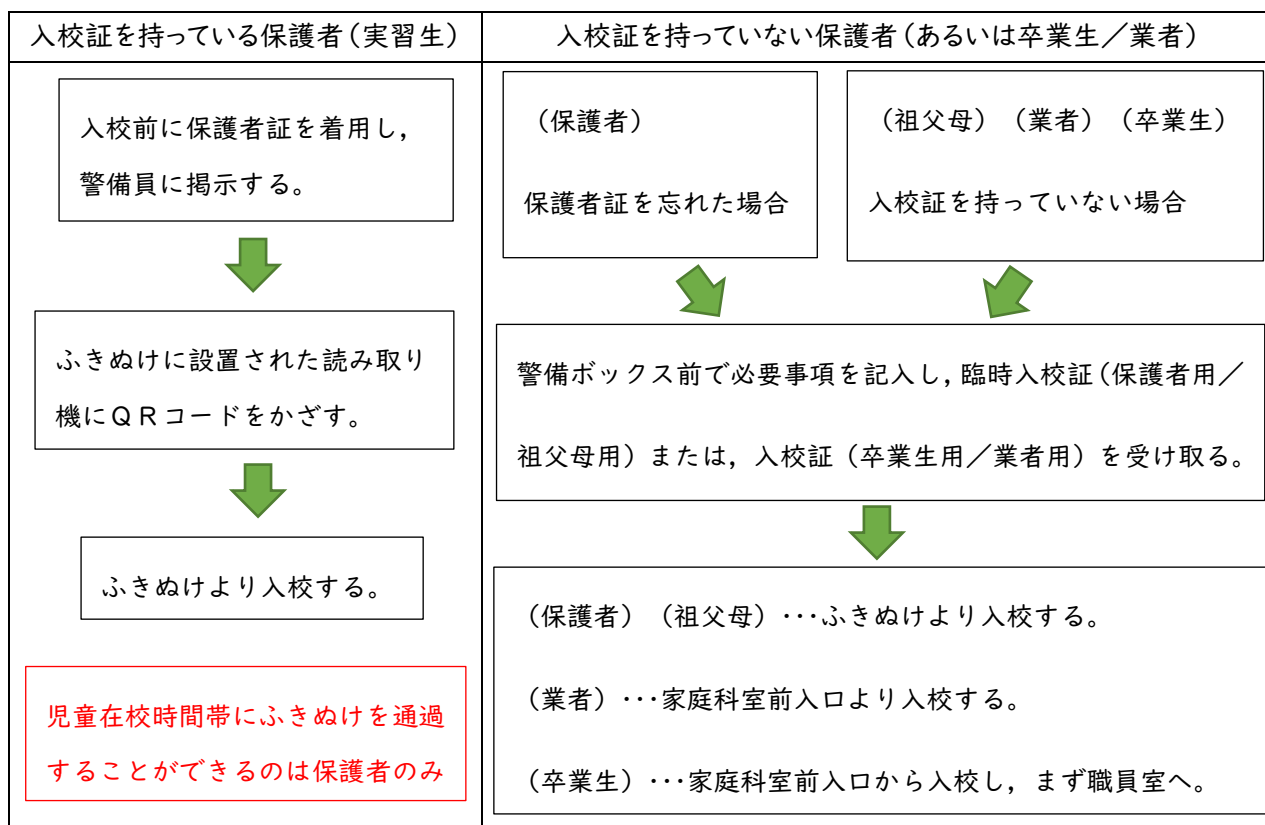 入校証を持っている保護者（実習生）
入校前に保護者証を着用し，
警備員に掲示する。
ふきぬけに設置された読み取り
機にＱＲコードをかざす。
ふきぬけより入校する。
児童在校時間帯にふきぬけを通過
することができるのは保護者のみ
入校証を持っていない保護者（あるいは卒業生／業者）
（保護者）
保護者証を忘れた場合
（祖父母）（業者）（卒業生）
入校証を持っていない場合
警備ボックス前で必要事項を記入し，臨時入校証（保護者用／
祖父母用）または，入校証（卒業生用／業者用）を受け取る。
（保護者）（祖父母）･･･ふきぬけより入校する。
（業者）･･･家庭科室前入口より入校する。
（卒業生）･･･家庭科室前入口から入校し，まず職員室へ。